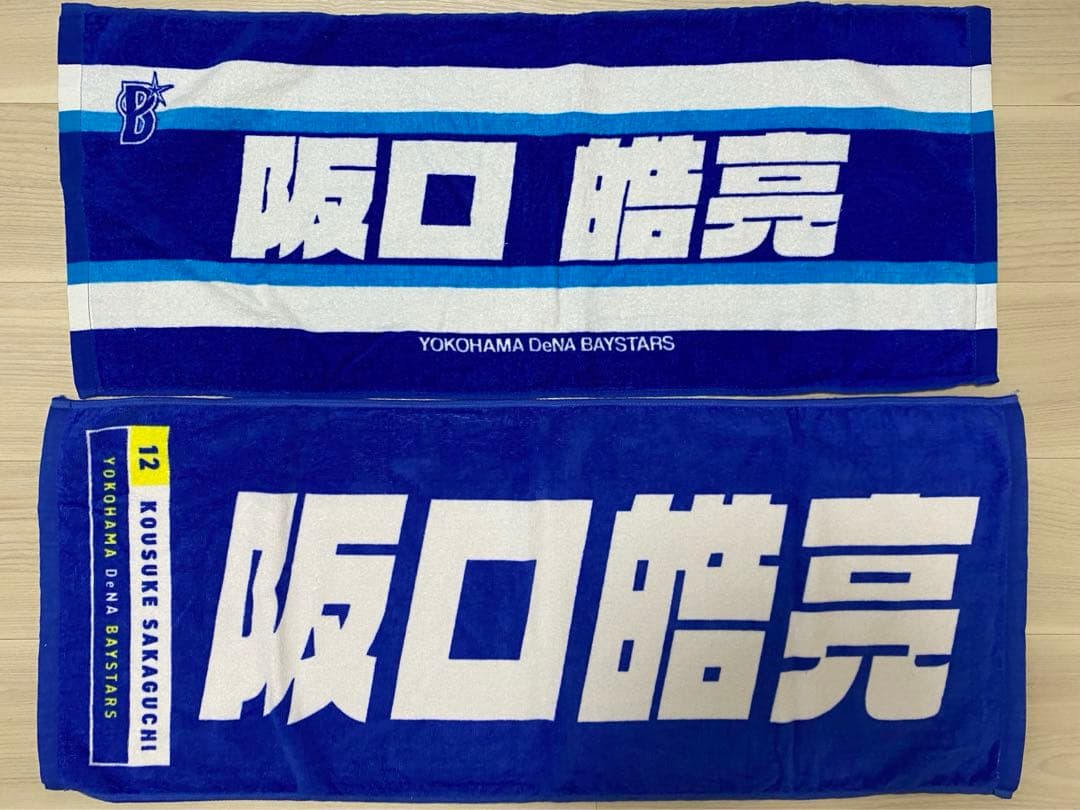 B
阪口 皓亮
YOKOHAMA DeNA BAYSTARS
12 KOUSUKE SAKAGUCHI
YOKOHAMA DeNA BAYSTARS
阪口皓亮